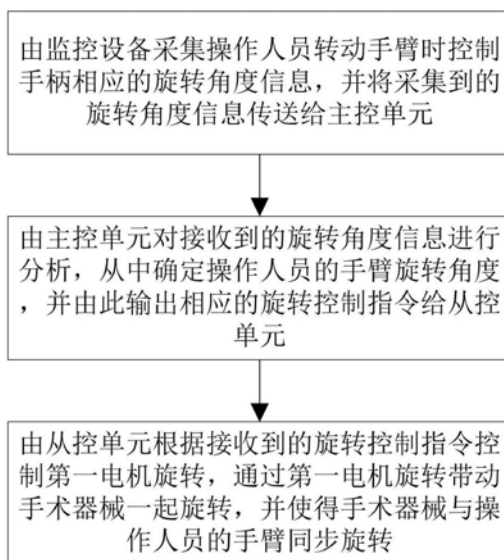 由监控设备采集操作人员转动手臂时控制
手柄相应的旋转角度信息，并将采集到的
旋转角度信息传送给主控单元
由主控单元对接收到的旋转角度信息进行
分析，从中确定操作人员的手臂旋转角度
，并由此输出相应的旋转控制指令给从控
单元
由从控单元根据接收到的旋转控制指令控
制第一电机旋转，通过第一电机旋转带动
手术器械一起旋转，并使得手术器械与操
作人员的手臂同步旋转